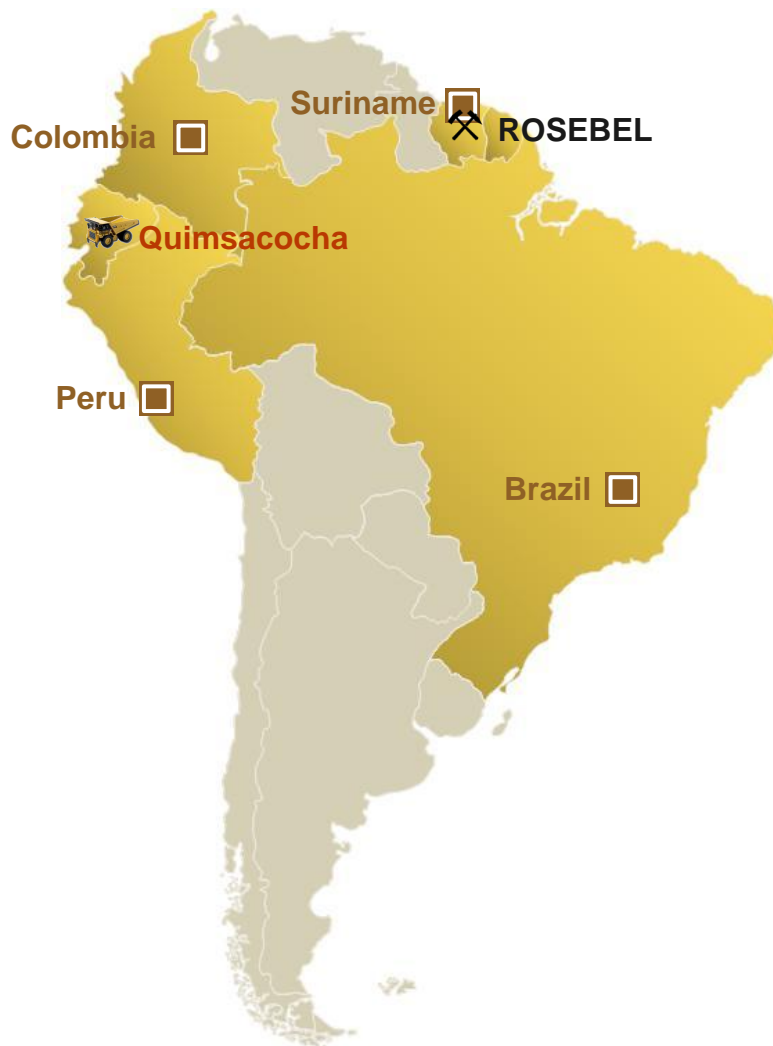 Suriname
ROSEBEL
Colombia
Quimsacocha
Peru
Brazil